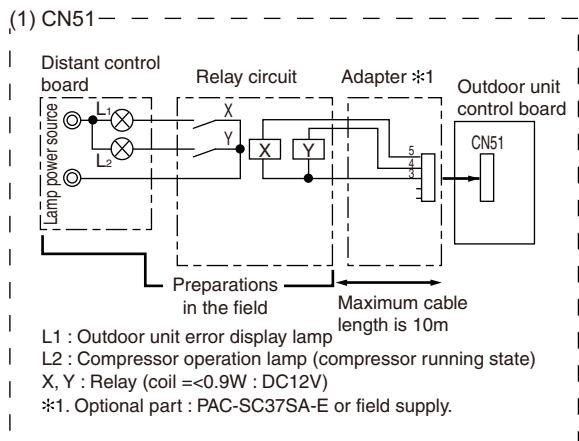 (1) CN51
Distant control
board
Relay circuit
Adapter ✻1
Outdoor unit
control board
Lamp power source
L1
L2
X
Y
X
Y
5
4
3
CN51
Preparations
in the field
Maximum cable
length is 10m
L1 : Outdoor unit error display lamp
L2 : Compressor operation lamp (compressor running state)
X, Y : Relay (coil =<0.9W : DC12V)
✻1. Optional part : PAC-SC37SA-E or field supply.